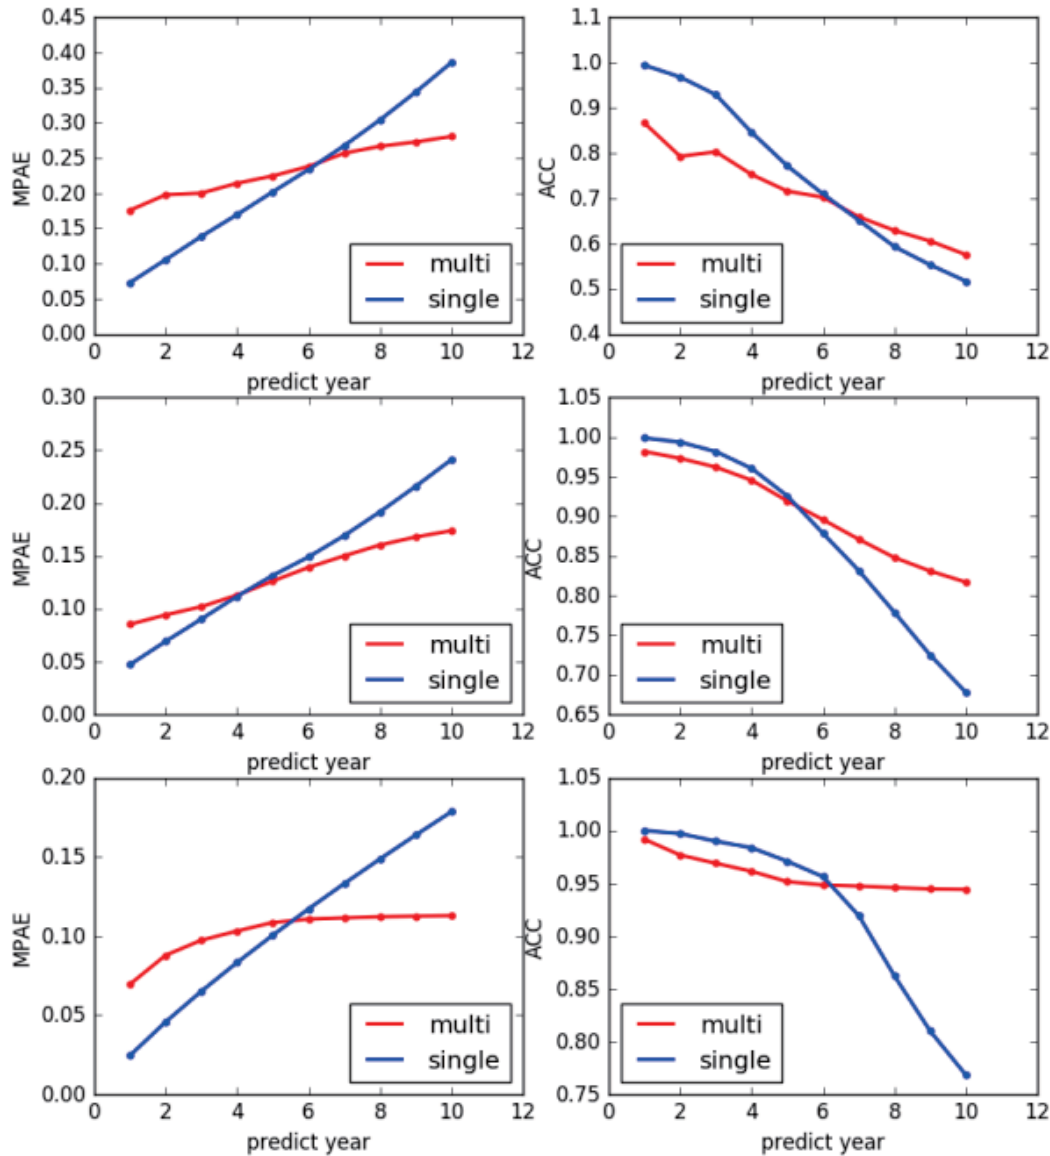 0.45
0.40
0.35
0.30
0.25
0.20
0.15
0.10
0.05
0.00
MPAE
multi
single
0 2 4 6 8 10 12
predict year
1.1
1.0
0.9
0.8
0.7
0.6
0.5
0.4
ACC
multi
single
0 2 4 6 8 10 12
predict year
0.30
0.25
0.20
0.15
0.10
0.05
0.00
MPAE
multi
single
0 2 4 6 8 10 12
predict year
1.05
1.00
0.95
0.90
0.85
0.80
0.75
0.70
0.65
ACC
multi
single
0 2 4 6 8 10 12
predict year
0.20
0.15
0.10
0.05
0.00
MPAE
multi
single
0 2 4 6 8 10 12
predict year
1.05
1.00
0.95
0.90
0.85
0.80
0.75
ACC
multi
single
0 2 4 6 8 10 12
predict year